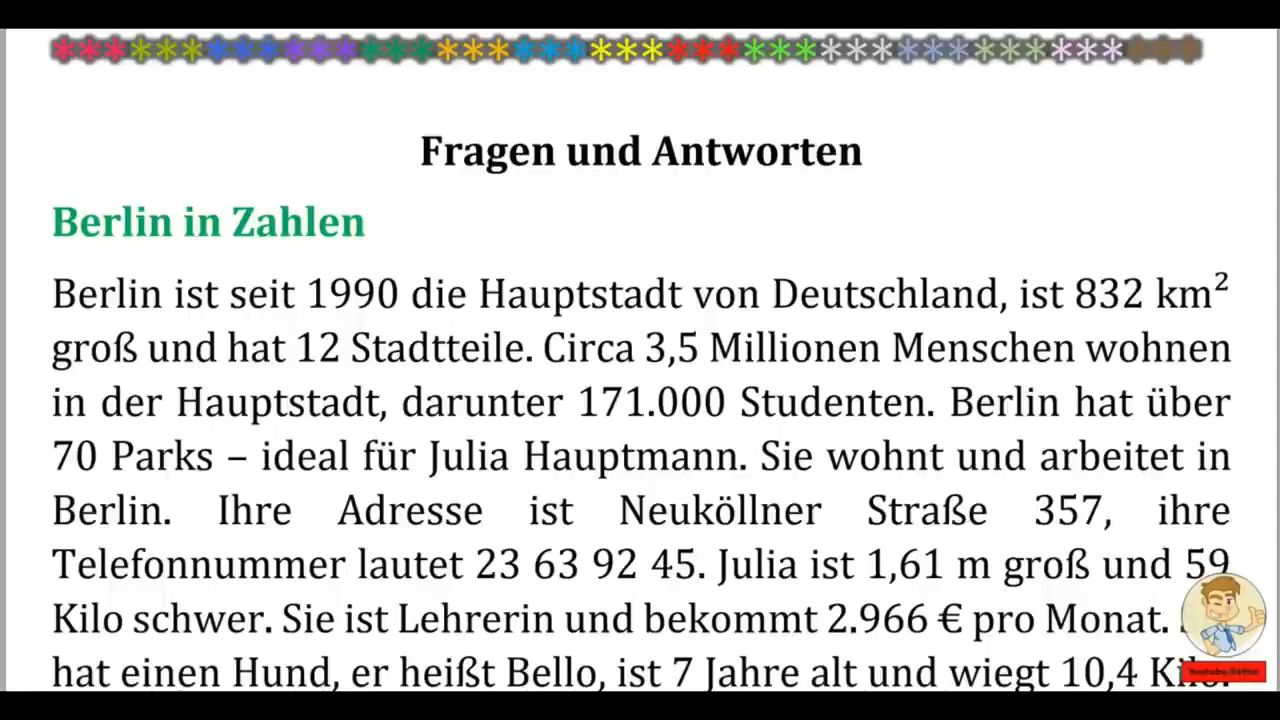 Fragen und Antworten
Berlin in Zahlen
Berlin ist seit 1990 die Hauptstadt von Deutschland, ist 832 km²
groß und hat 12 Stadtteile. Circa 3,5 Millionen Menschen wohnen
in der Hauptstadt, darunter 171.000 Studenten. Berlin hat über
70 Parks – ideal für Julia Hauptmann. Sie wohnt und arbeitet in
Berlin. Ihre Adresse ist Neuköllner Straße 357, ihre
Telefonnummer lautet 23 63 92 45. Julia ist 1,61 m groß und 59
Kilo schwer. Sie ist Lehrerin und bekommt 2.966 € pro Monat.
hat einen Hund, er heißt Bello, ist 7 Jahre alt und wiegt 10,4 Kilo.